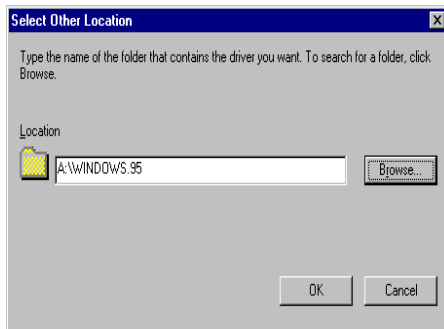 Select Other Location
Type the name of the folder that contains the driver you want. To search for a folder, click
Browse.
Location
A:\WINDOWS.95
Browse...
OK
Cancel